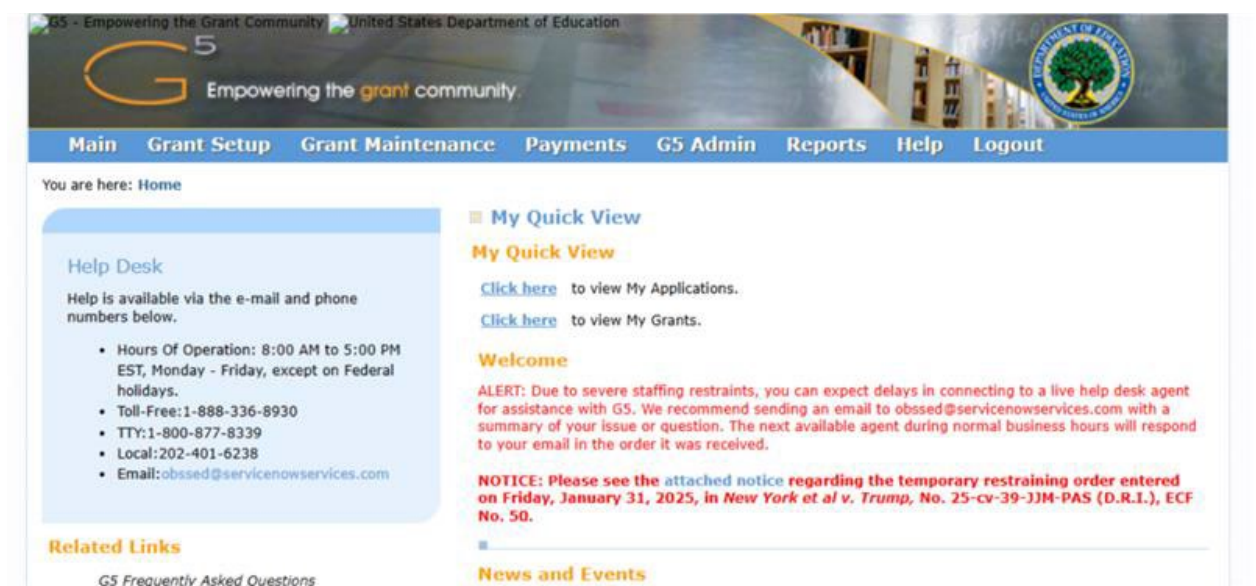 G5 - Empowering the Grant Community United States Department of Education
G5
Empowering the grant community.
DEPARTMENT OF EDUCATION
UNITED STATES OF AMERICA
Main Grant Setup Grant Maintenance Payments G5 Admin Reports Help Logout
You are here: Home
Help Desk
Help is available via the e-mail and phone
numbers below.
• Hours Of Operation: 8:00 AM to 5:00 PM
EST, Monday - Friday, except on Federal
holidays.
• Toll-Free:1-888-336-8930
• TTY:1-800-877-8339
• Local:202-401-6238
• Email:obssed@servicenowservices.com
Related Links
G5 Frequently Asked Questions
My Quick View
My Quick View
Click here to view My Applications.
Click here to view My Grants.
Welcome
ALERT: Due to severe staffing restraints, you can expect delays in connecting to a live help desk agent
for assistance with G5. We recommend sending an email to obssed@servicenowservices.com with a
summary of your issue or question. The next available agent during normal business hours will respond
to your email in the order it was received.
NOTICE: Please see the attached notice regarding the temporary restraining order entered
on Friday, January 31, 2025, in New York et al v. Trump, No. 25-cv-39-JJM-PAS (D.R.I.), ECF
No. 50.
News and Events